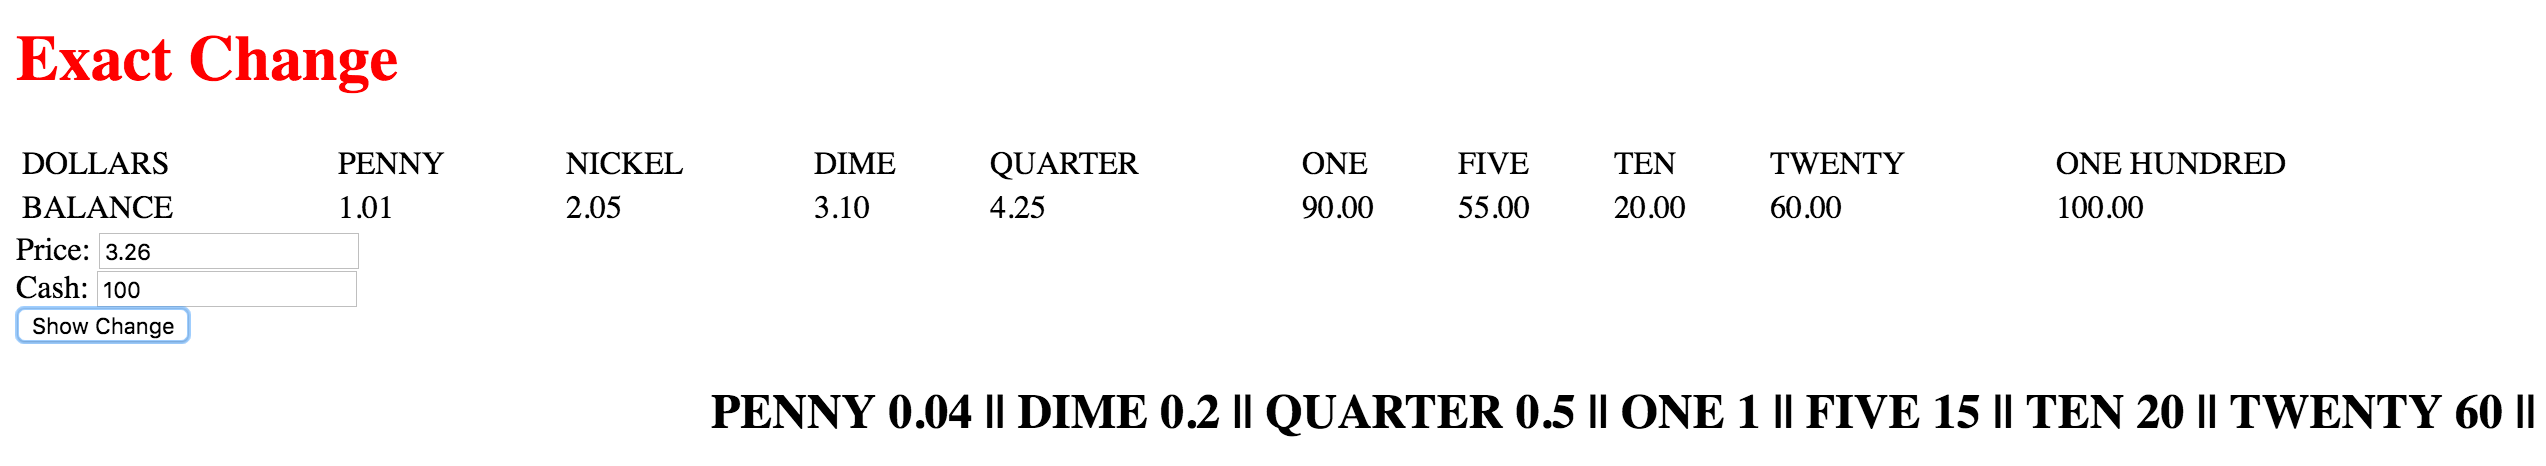 Exact Change
DOLLARS PENNY NICKEL DIME QUARTER ONE FIVE TEN TWENTY ONE HUNDRED
BALANCE 1.01 2.05 3.10 4.25 90.00 55.00 20.00 60.00 100.00
Price: 3.26
Cash: 100
Show Change
PENNY 0.04 || DIME 0.2 || QUARTER 0.5 || ONE 1 || FIVE 15 || TEN 20 || TWENTY 60 ||